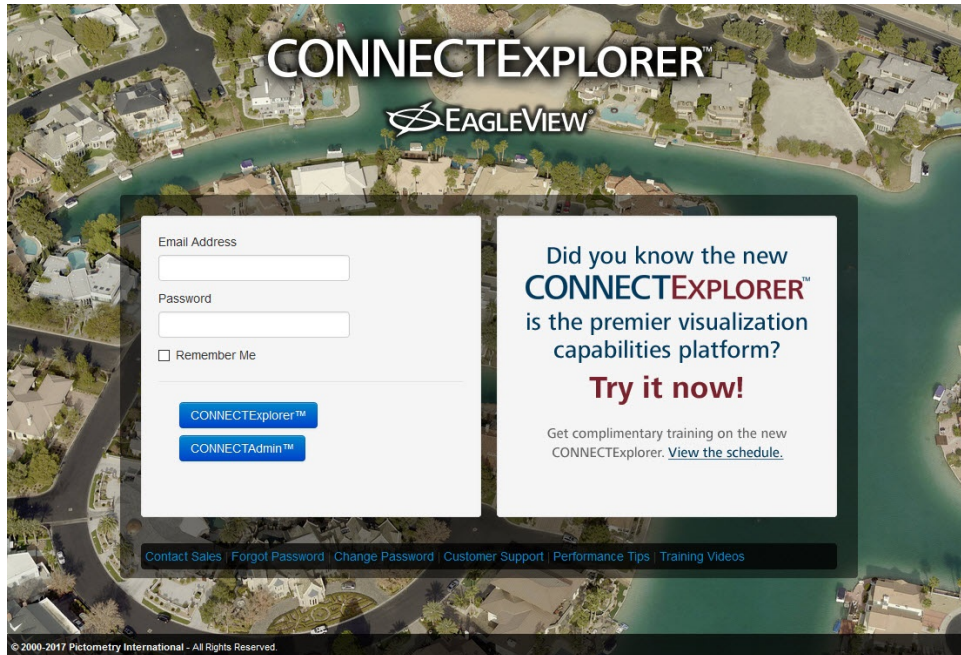 CONNECTEXPLORER™
EAGLEVIEW®
Email Address
Password
Remember Me
CONNECTExplorer™
CONNECTAdmin™
Did you know the new
CONNECTEXPLORER™
is the premier visualization
capabilities platform?
Try it now!
Get complimentary training on the new
CONNECTExplorer. View the schedule.
Contact Sales | Forgot Password | Change Password | Customer Support | Performance Tips | Training Videos
© 2000-2017 Pictometry International - All Rights Reserved.